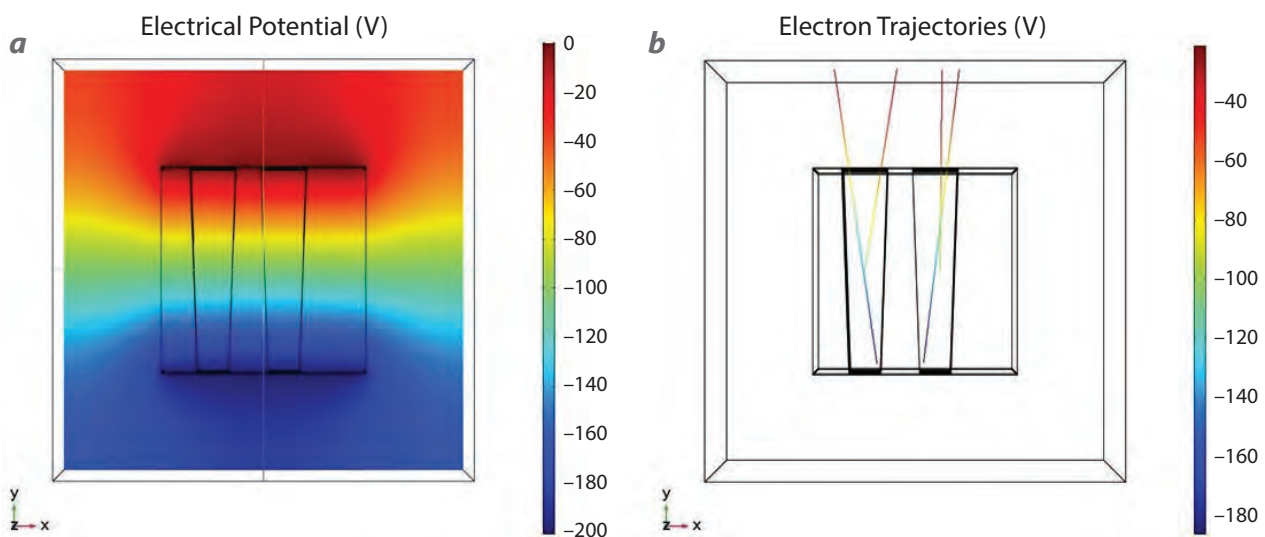 a
Electrical Potential (V)
0
−20
−40
−60
−80
−100
−120
−140
−160
−180
−200
y
z
x
b
Electron Trajectories (V)
−40
−60
−80
−100
−120
−140
−160
−180
y
z
x